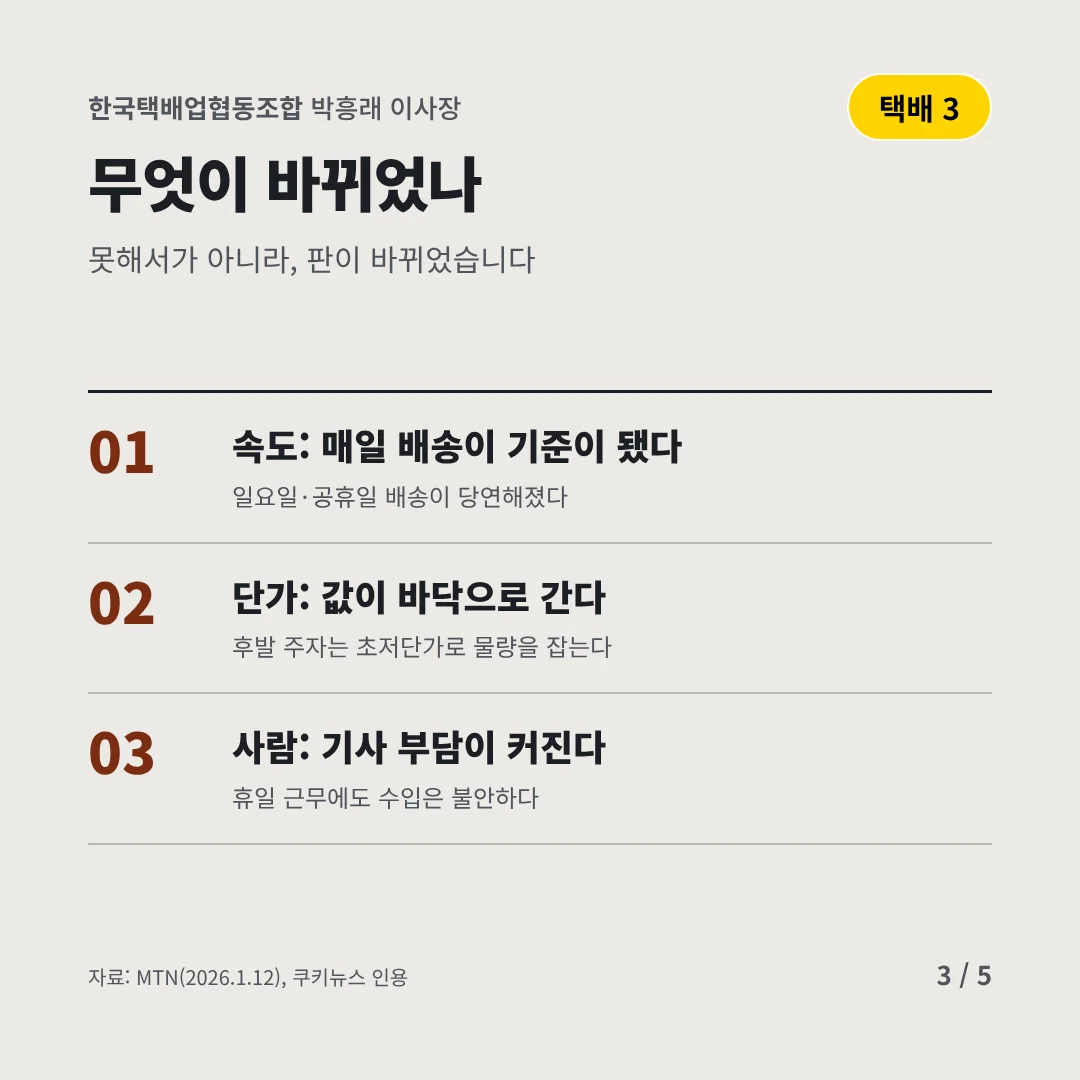 한국택배업협동조합 박흥래 이사장
택배 3
무엇이 바뀌었나
못해서가 아니라, 판이 바뀌었습니다
01
속도: 매일 배송이 기준이 됐다
일요일·공휴일 배송이 당연해졌다
02
단가: 값이 바닥으로 간다
후발 주자는 초저단가로 물량을 잡는다
03
사람: 기사 부담이 커진다
휴일 근무에도 수입은 불안하다
자료: MTN(2026.1.12), 쿠키뉴스 인용
3 / 5